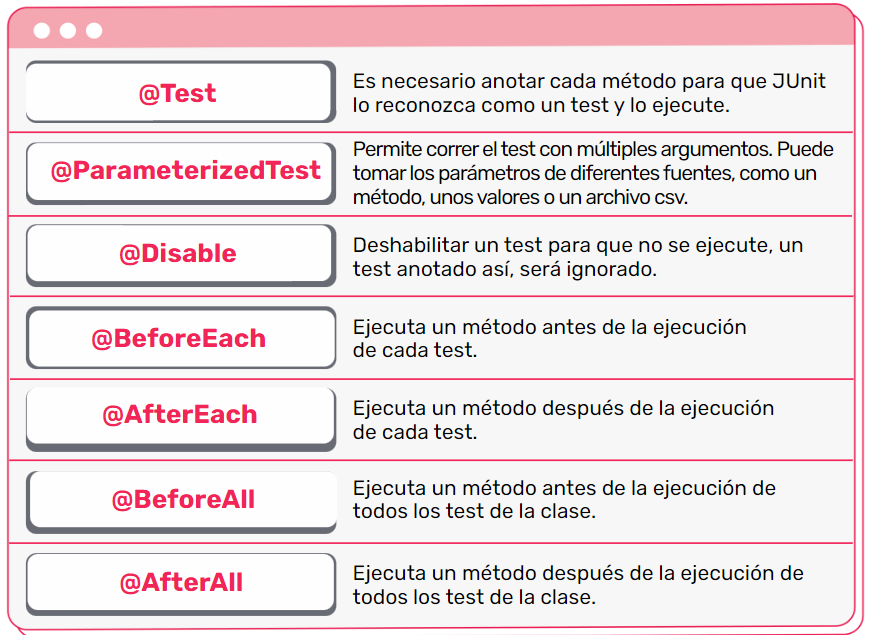 @Test
Es necesario anotar cada método para que JUnit
lo reconozca como un test y lo ejecute.
@ParameterizedTest
Permite correr el test con múltiples argumentos. Puede
tomar los parámetros de diferentes fuentes, como un
método, unos valores o un archivo csv.
@Disable
Deshabilitar un test para que no se ejecute, un
test anotado así, será ignorado.
@BeforeEach
Ejecuta un método antes de la ejecución
de cada test.
@AfterEach
Ejecuta un método después de la ejecución
de cada test.
@BeforeAll
Ejecuta un método antes de la ejecución de
todos los test de la clase.
@AfterAll
Ejecuta un método después de la ejecución de
todos los test de la clase.